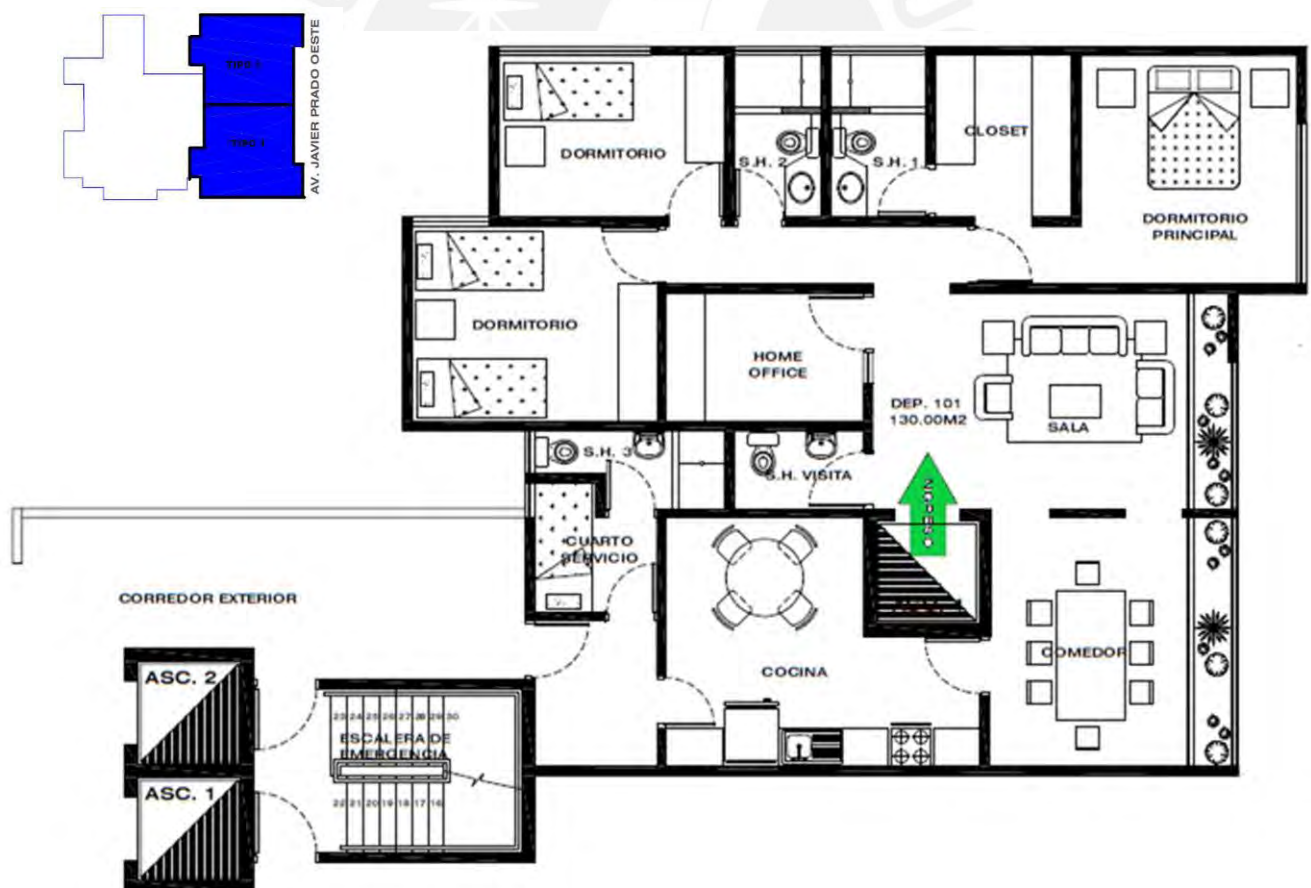 AV. JAVIER PRADO OESTE
DORMITORIO
S.H. 2
S.H. 1
CLOSET
DORMITORIO
PRINCIPAL
DORMITORIO
HOME
OFFICE
DEP. 101
130.00M2
SALA
S.H. 3
S.H. VISITA
INGRESO
CUARTO
SERVICIO
CORREDOR EXTERIOR
COCINA
COMEDOR
ASC. 2
23 24 25 26 27 28 29 30
ESCALERA DE
EMERGENCIA
ASC. 1
22 21 20 19 18 17 16